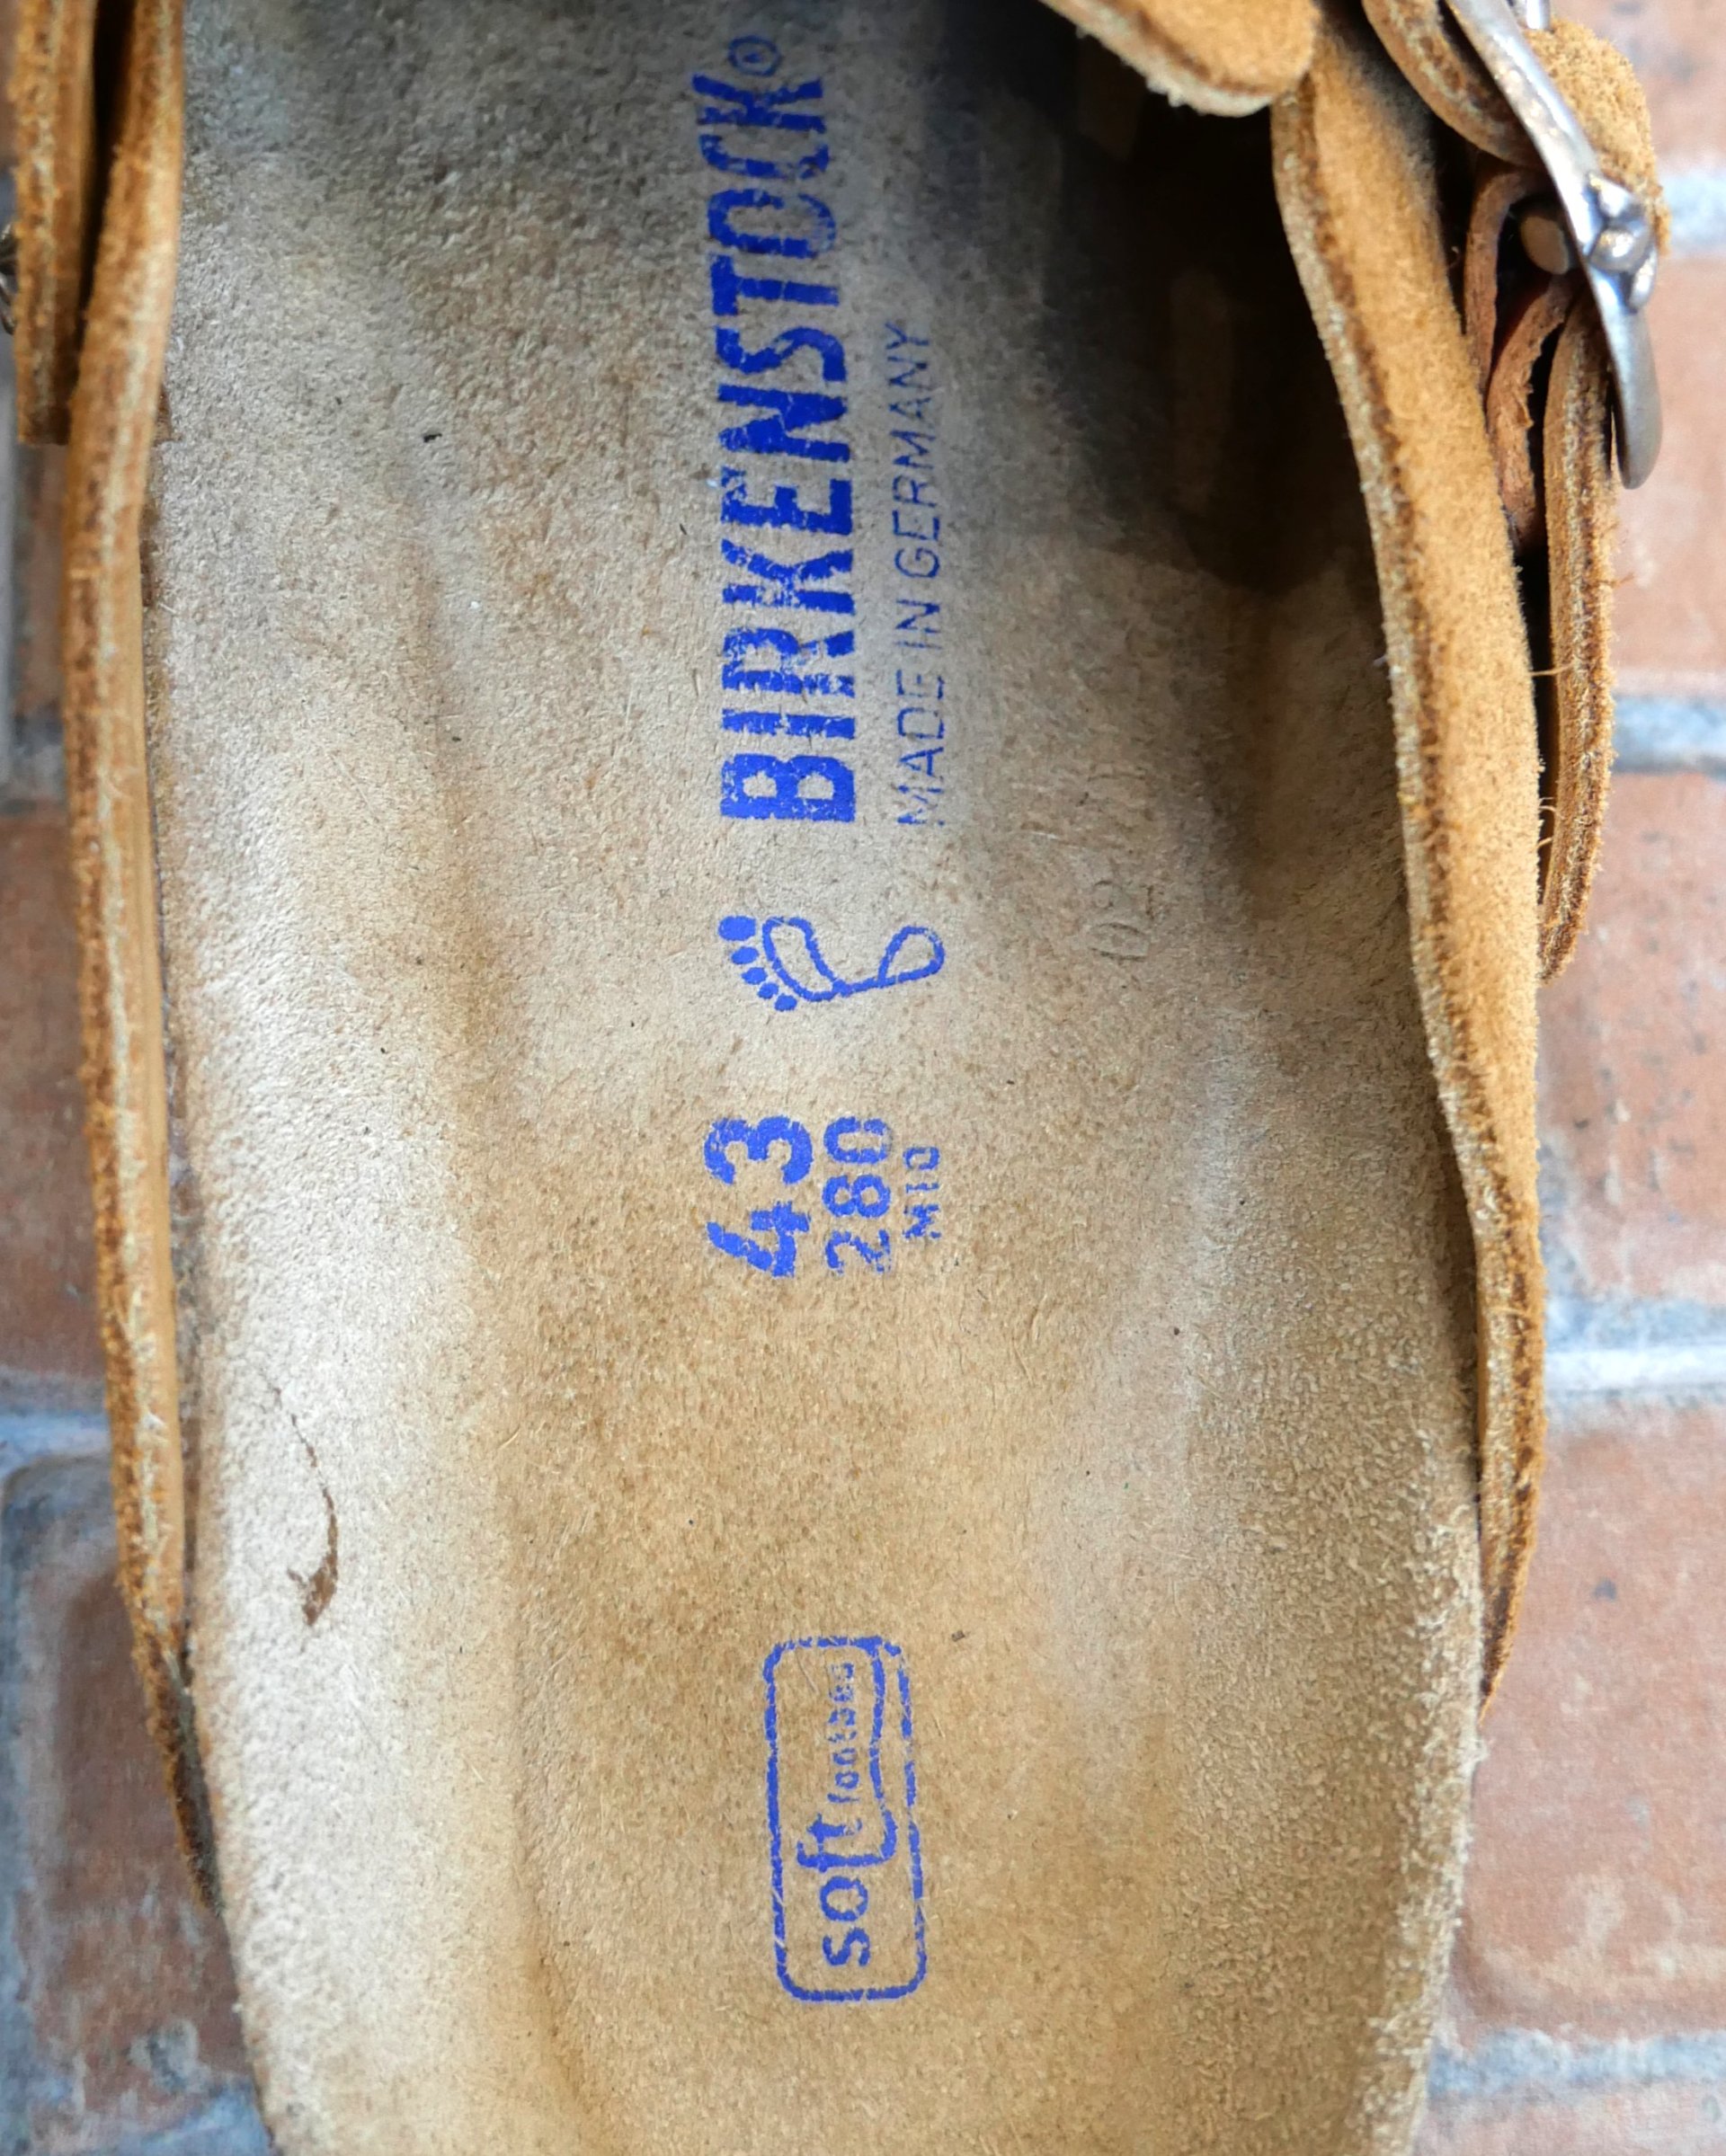 BIRKENSTOCK®
MADE IN GERMANY
43
280
M10
soft footbed